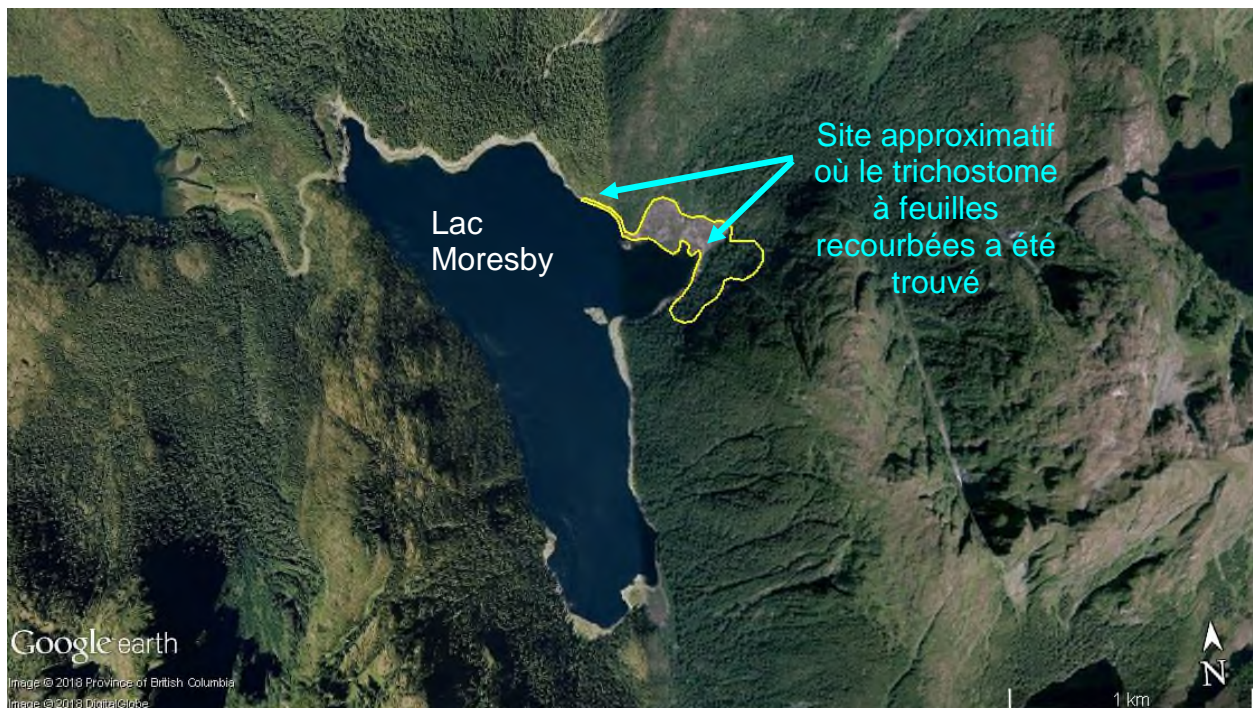 Site approximatif
où le trichostome
à feuilles
recourbées a été
trouvé
Lac
Moresby
Google earth
Image © 2018 Province of British Columbia
Image © 2018 DigitalGlobe
N
1 km